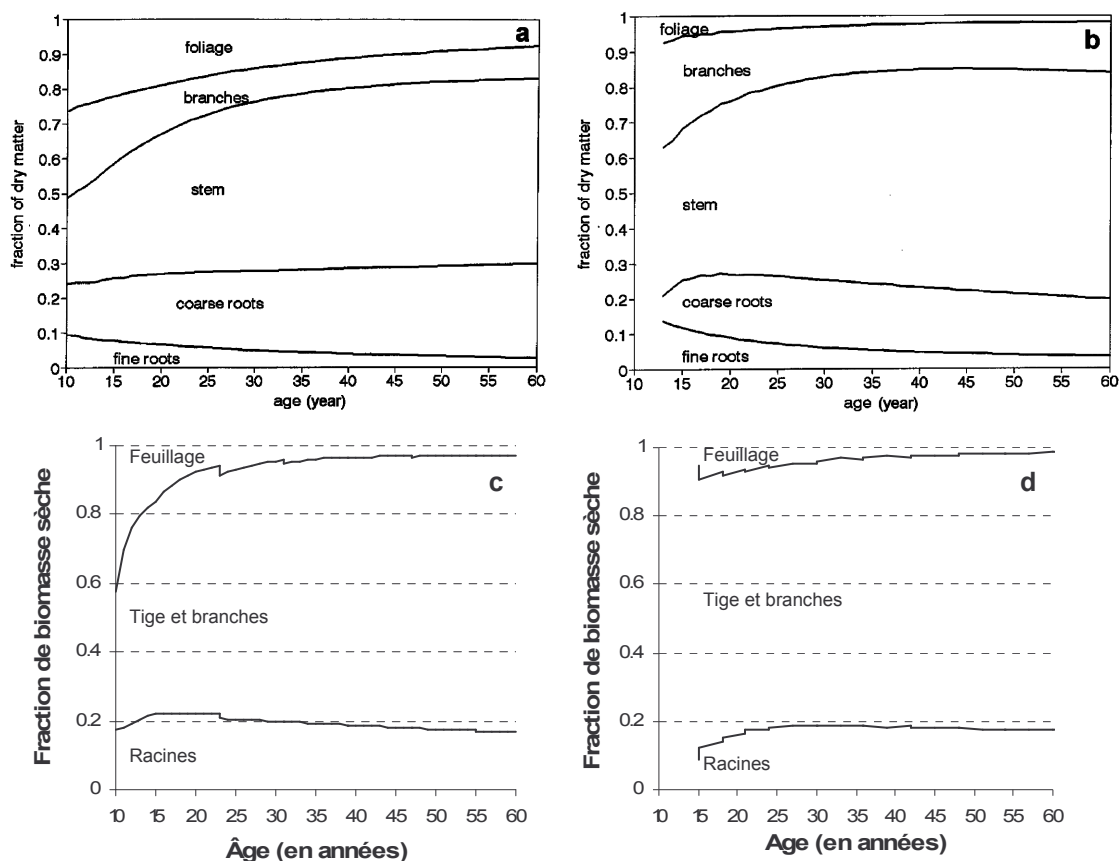 a
1
0.9
0.8
0.7
0.6
0.5
0.4
0.3
0.2
0.1
0
fraction of dry matter
foliage
branches
stem
coarse roots
fine roots
10 15 20 25 30 35 40 45 50 55 60
age (year)
b
1
0.9
0.8
0.7
0.6
0.5
0.4
0.3
0.2
0.1
0
fraction of dry matter
foliage
branches
stem
coarse roots
fine roots
10 15 20 25 30 35 40 45 50 55 60
age (year)
c
1
0.8
0.6
0.4
0.2
0
Fraction de biomasse sèche
Feuillage
Tige et branches
Racines
10 15 20 25 30 35 40 45 50 55 60
Âge (en années)
d
1
0.8
0.6
0.4
0.2
0
Fraction de biomasse sèche
Feuillage
Tige et branches
Racines
10 15 20 25 30 35 40 45 50 55 60
Age (en années)